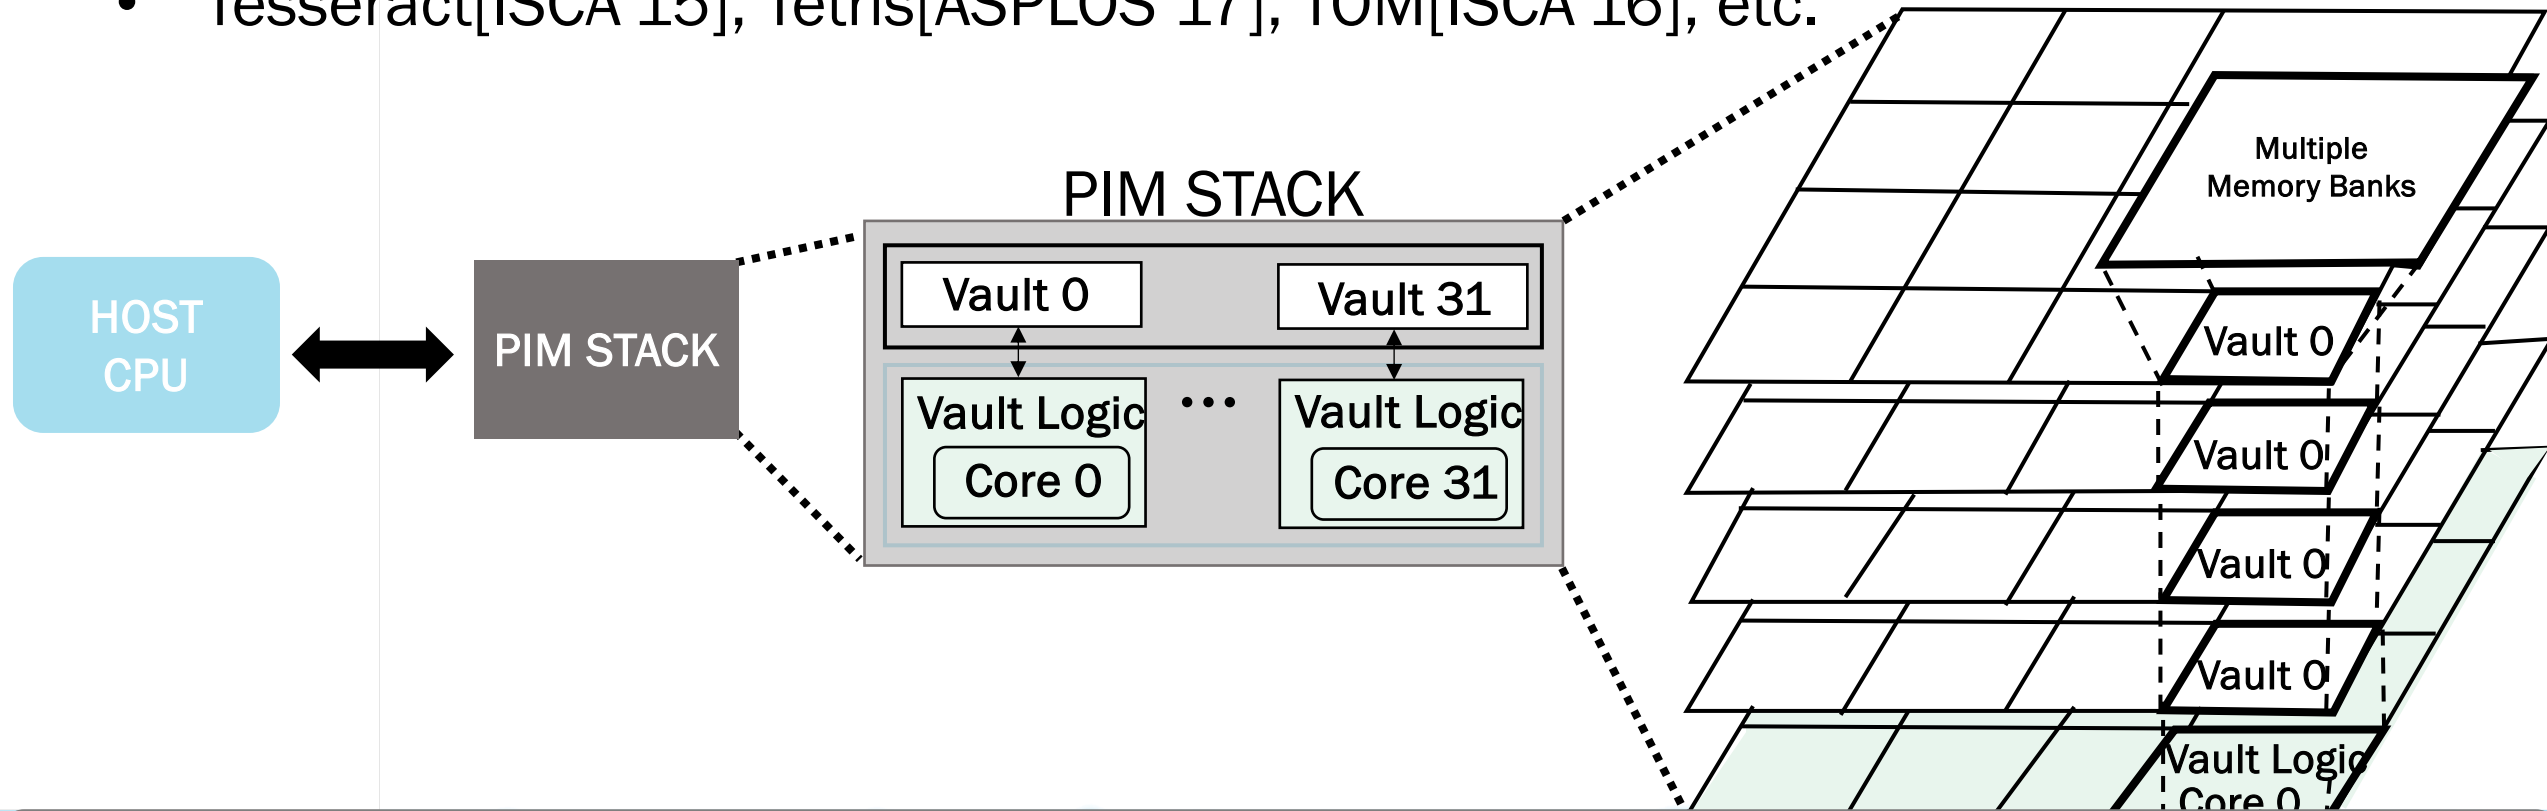 • Tesseract[ISCA'15], Tetris[ASPLOS'17], TOM[ISCA'16], etc.
HOST
CPU
PIM STACK
PIM STACK
Vault 0
Vault 31
Vault Logic
Core 0
...
Vault Logic
Core 31
Multiple
Memory Banks
Vault 0
Vault 0
Vault 0
Vault 0
Vault Logic
Core 0